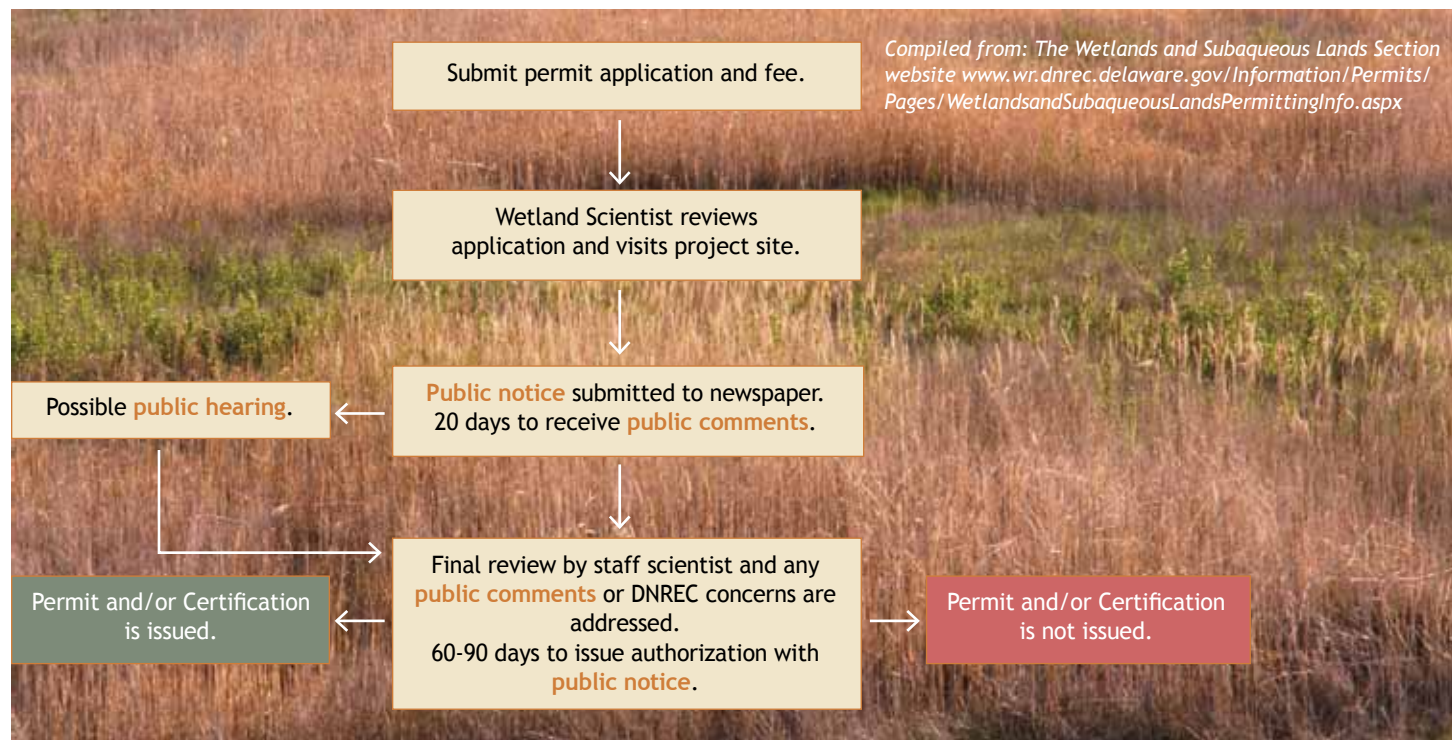 Submit permit application and fee.
Compiled from: The Wetlands and Subaqueous Lands Section
website www.wr.dnrec.delaware.gov/Information/Permits/
Pages/WetlandsandSubaqueousLandsPermittingInfo.aspx
Wetland Scientist reviews
application and visits project site.
Public notice submitted to newspaper.
20 days to receive public comments.
Possible public hearing.
Final review by staff scientist and any
public comments or DNREC concerns are
addressed.
60-90 days to issue authorization with
public notice.
Permit and/or Certification
is issued.
Permit and/or Certification
is not issued.